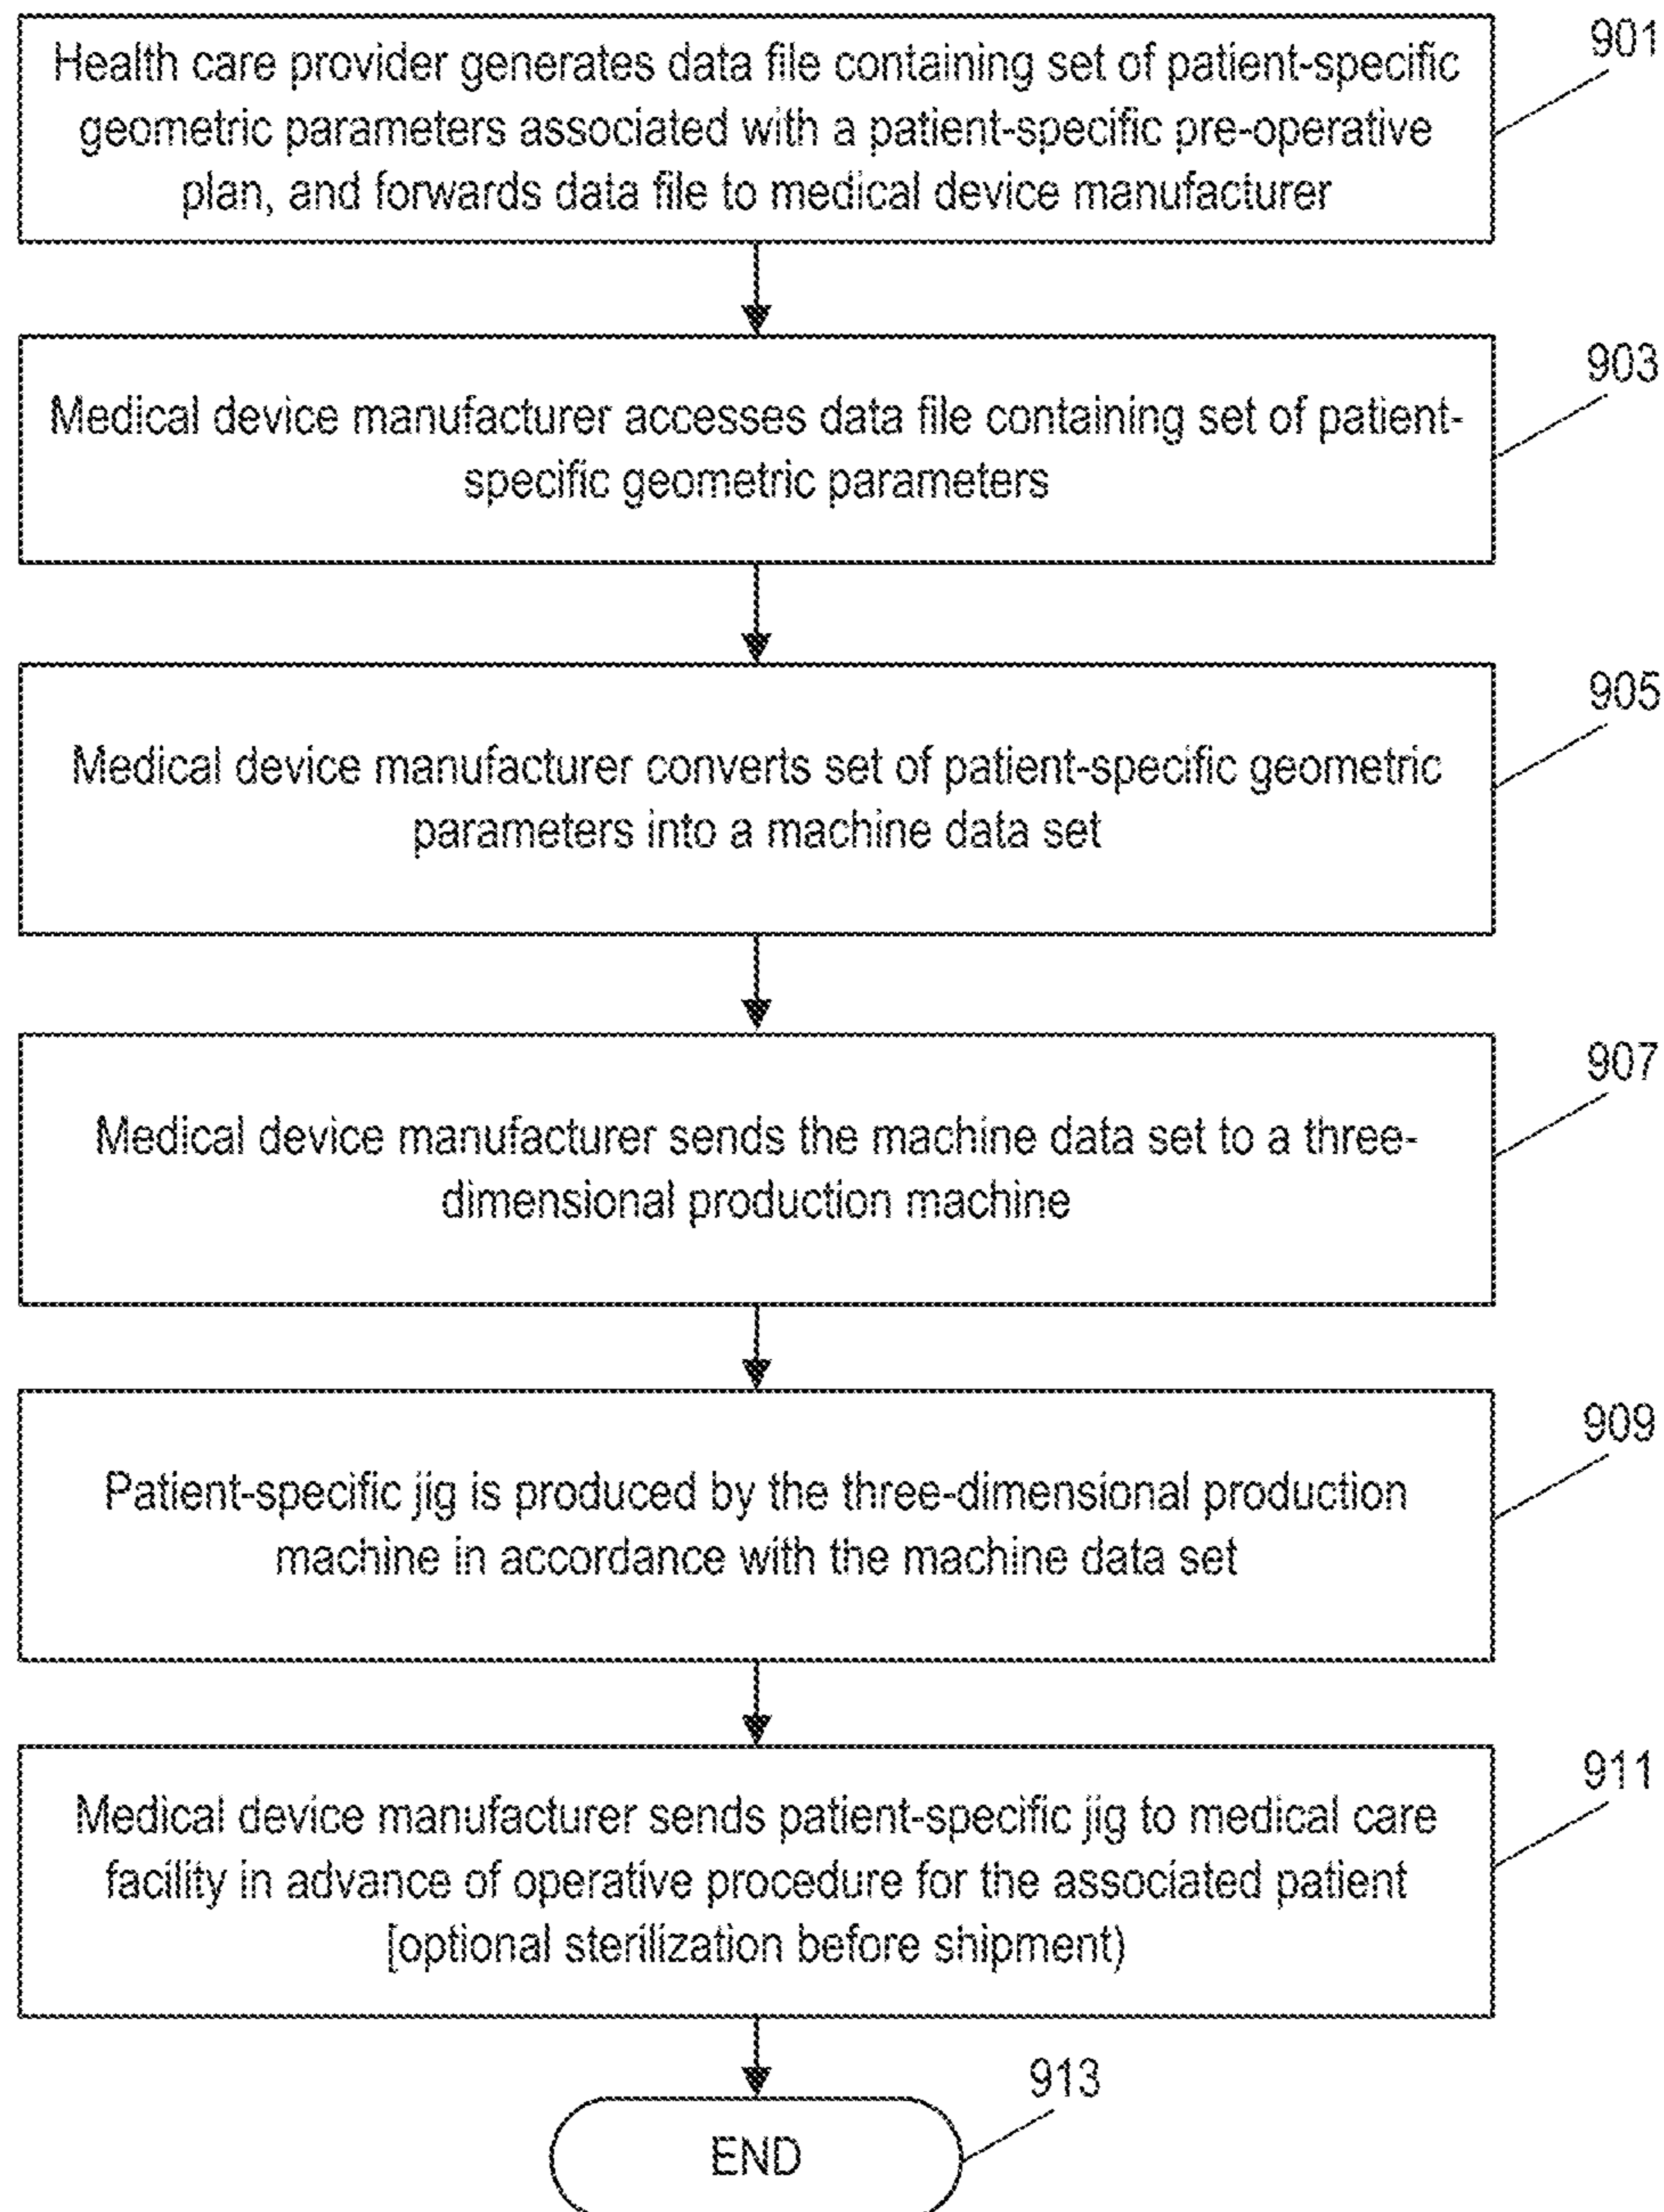 901
Health care provider generates data file containing set of patient-specific
geometric parameters associated with a patient-specific pre-operative
plan, and forwards data file to medical device manufacturer
903
Medical device manufacturer accesses data file containing set of patient-
specific geometric parameters
905
Medical device manufacturer converts set of patient-specific geometric
parameters into a machine data set
907
Medical device manufacturer sends the machine data set to a three-
dimensional production machine
909
Patient-specific jig is produced by the three-dimensional production
machine in accordance with the machine data set
911
Medical device manufacturer sends patient-specific jig to medical care
facility in advance of operative procedure for the associated patient
[optional sterilization before shipment)
913
END